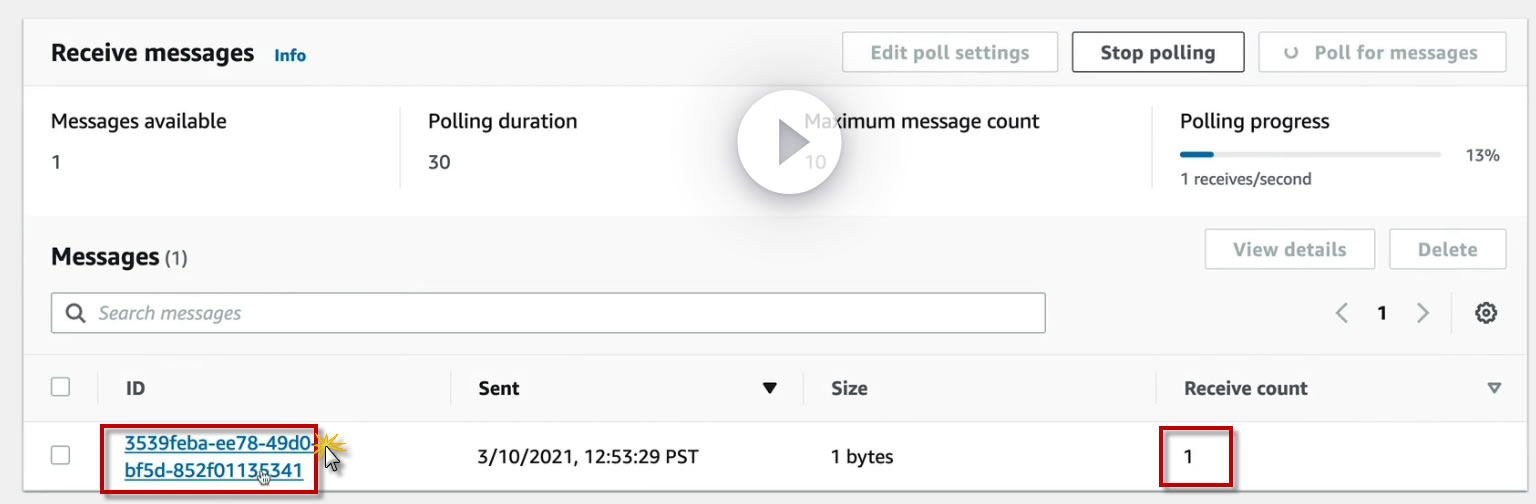 Receive messages Info Edit poll settings Stop polling Poll for messages
Messages available Polling duration Maximum message count Polling progress
1 30 10 13%
1 receives/second
Messages (1) View details Delete
Search messages 1
ID Sent Size Receive count
3539feba-ee78-49d0-
bf5d-852f01135341 3/10/2021, 12:53:29 PST 1 bytes 1